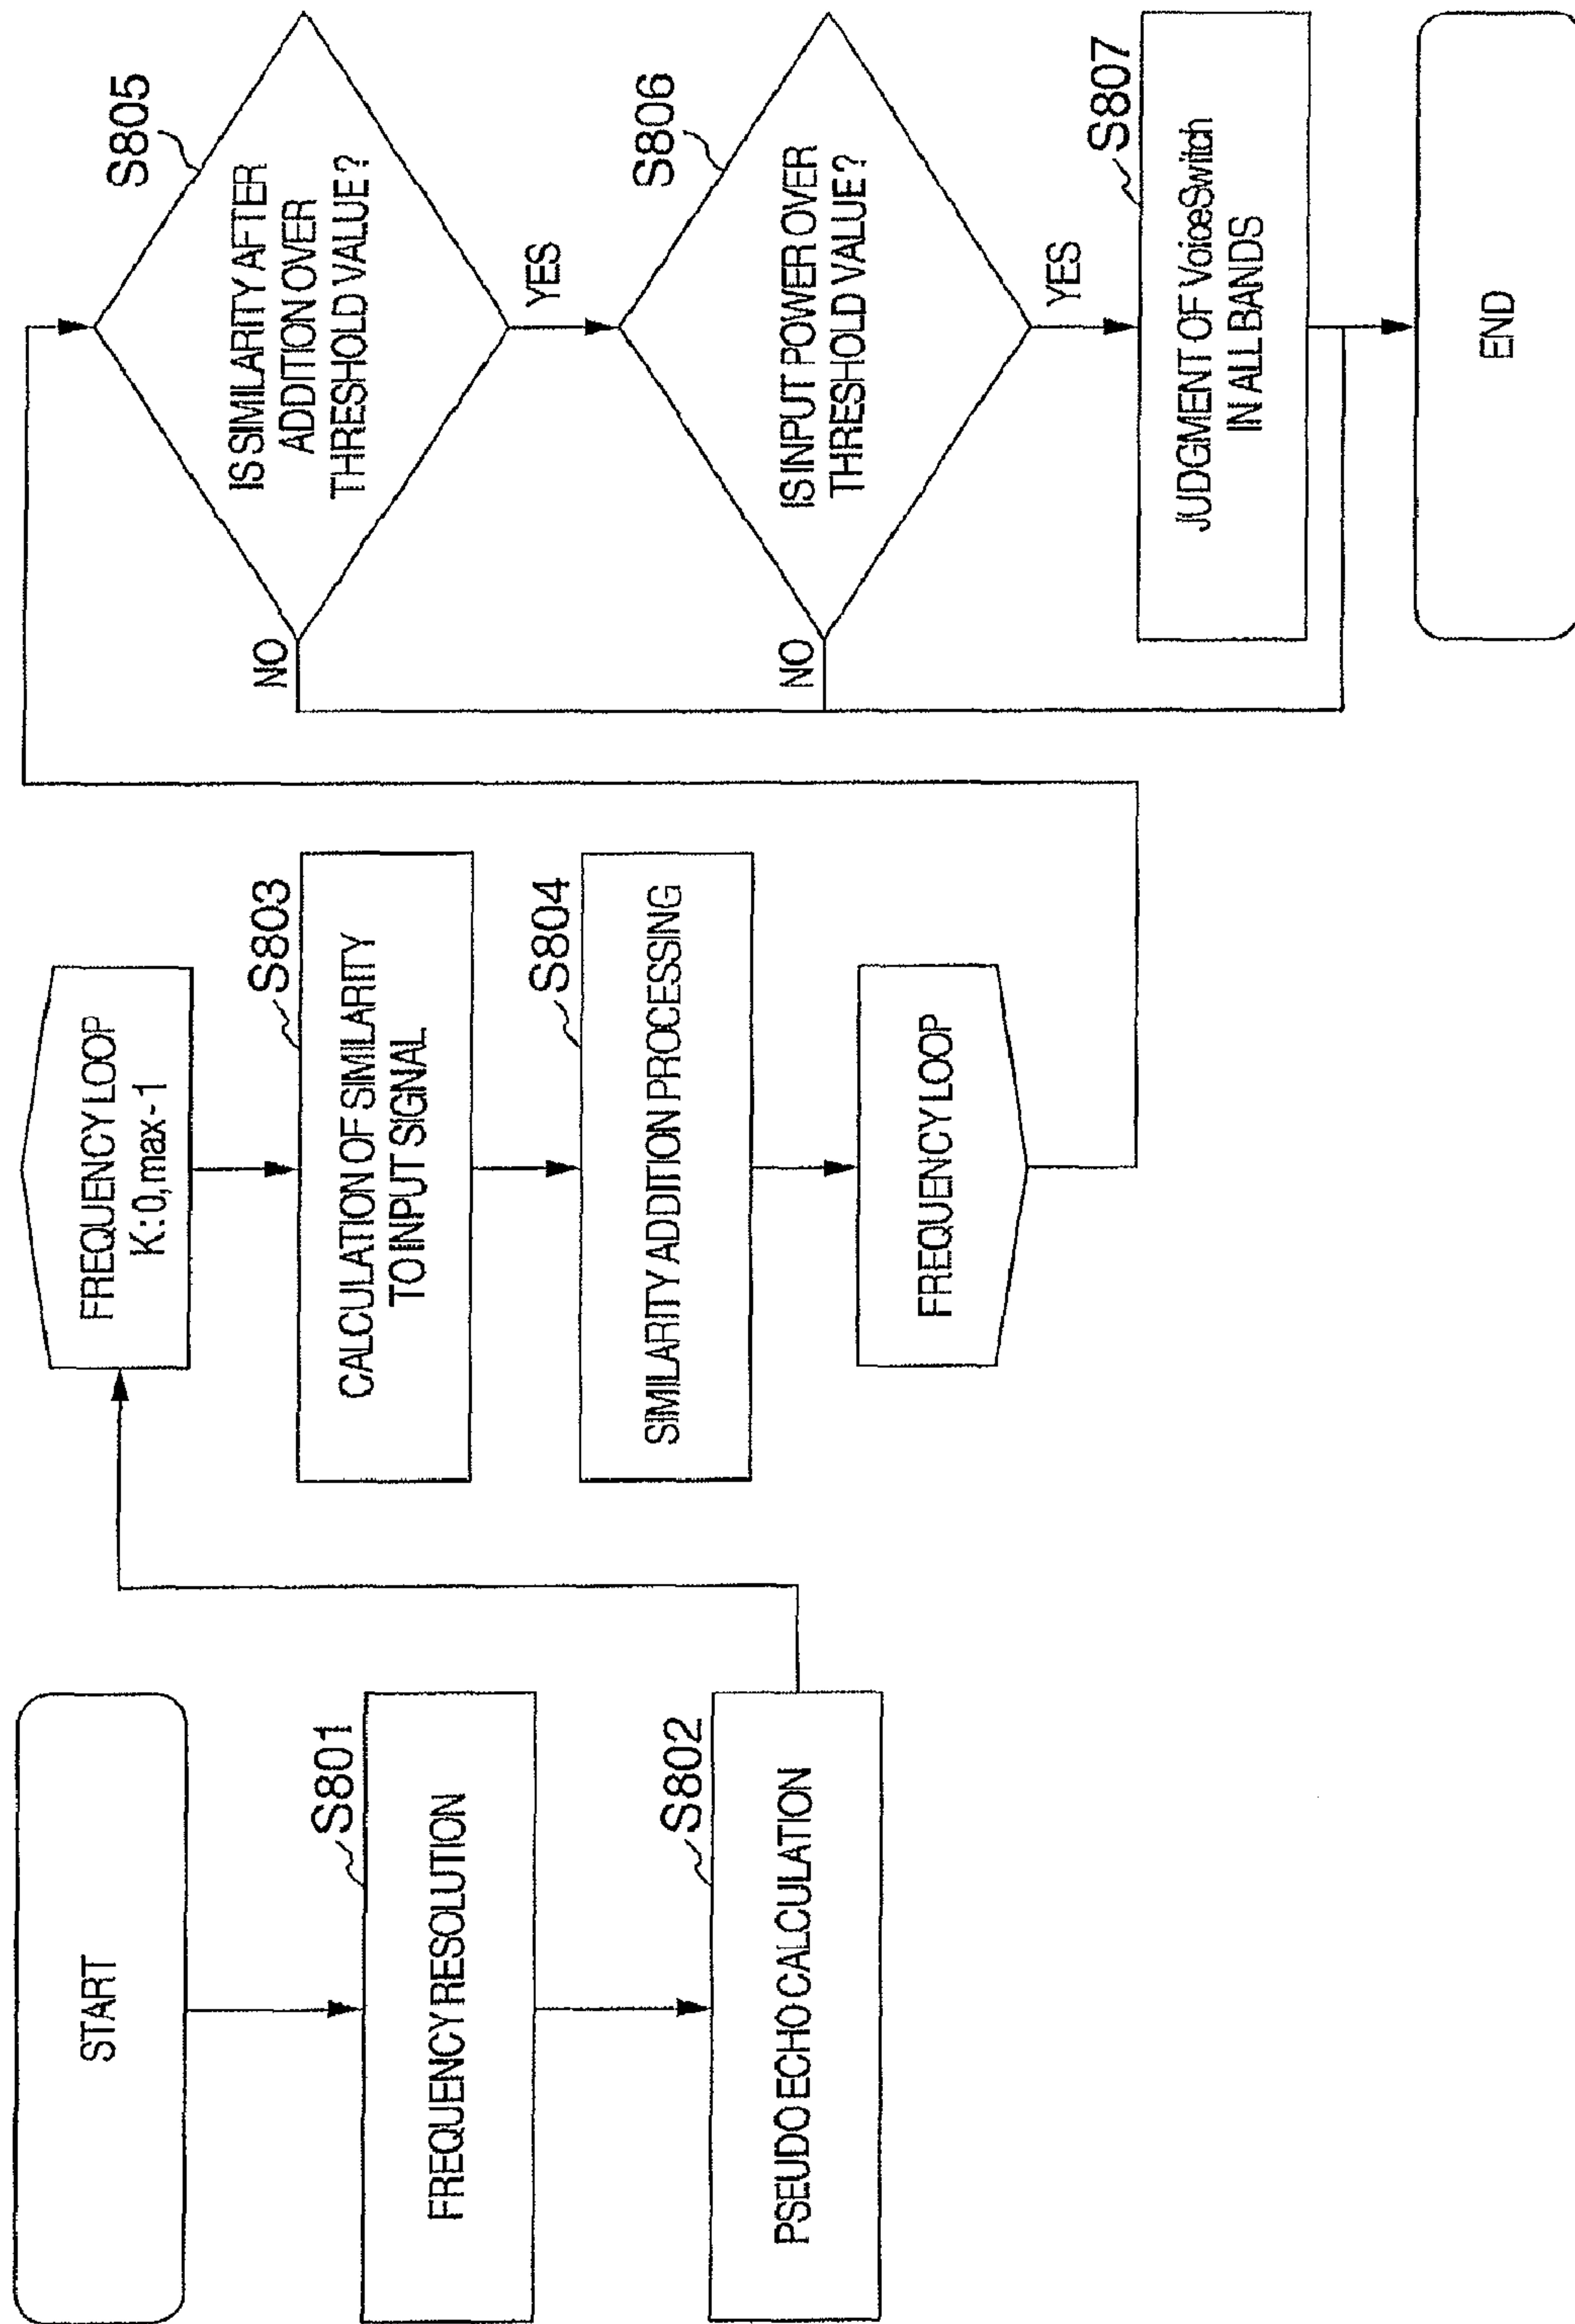 START
S801
FREQUENCY RESOLUTION
S802
PSEUDO ECHO CALCULATION
FREQUENCY LOOP
K:0,max-1
S803
CALCULATION OF SIMILARITY
TO INPUT SIGNAL
S804
SIMILARITY ADDITION PROCESSING
FREQUENCY LOOP
S805
IS SIMILARITY AFTER
ADDITION OVER
THRESHOLD VALUE?
NO
YES
S806
IS INPUT POWER OVER
THRESHOLD VALUE?
NO
YES
S807
JUDGMENT OF VoiceSwitch
IN ALL BANDS
END